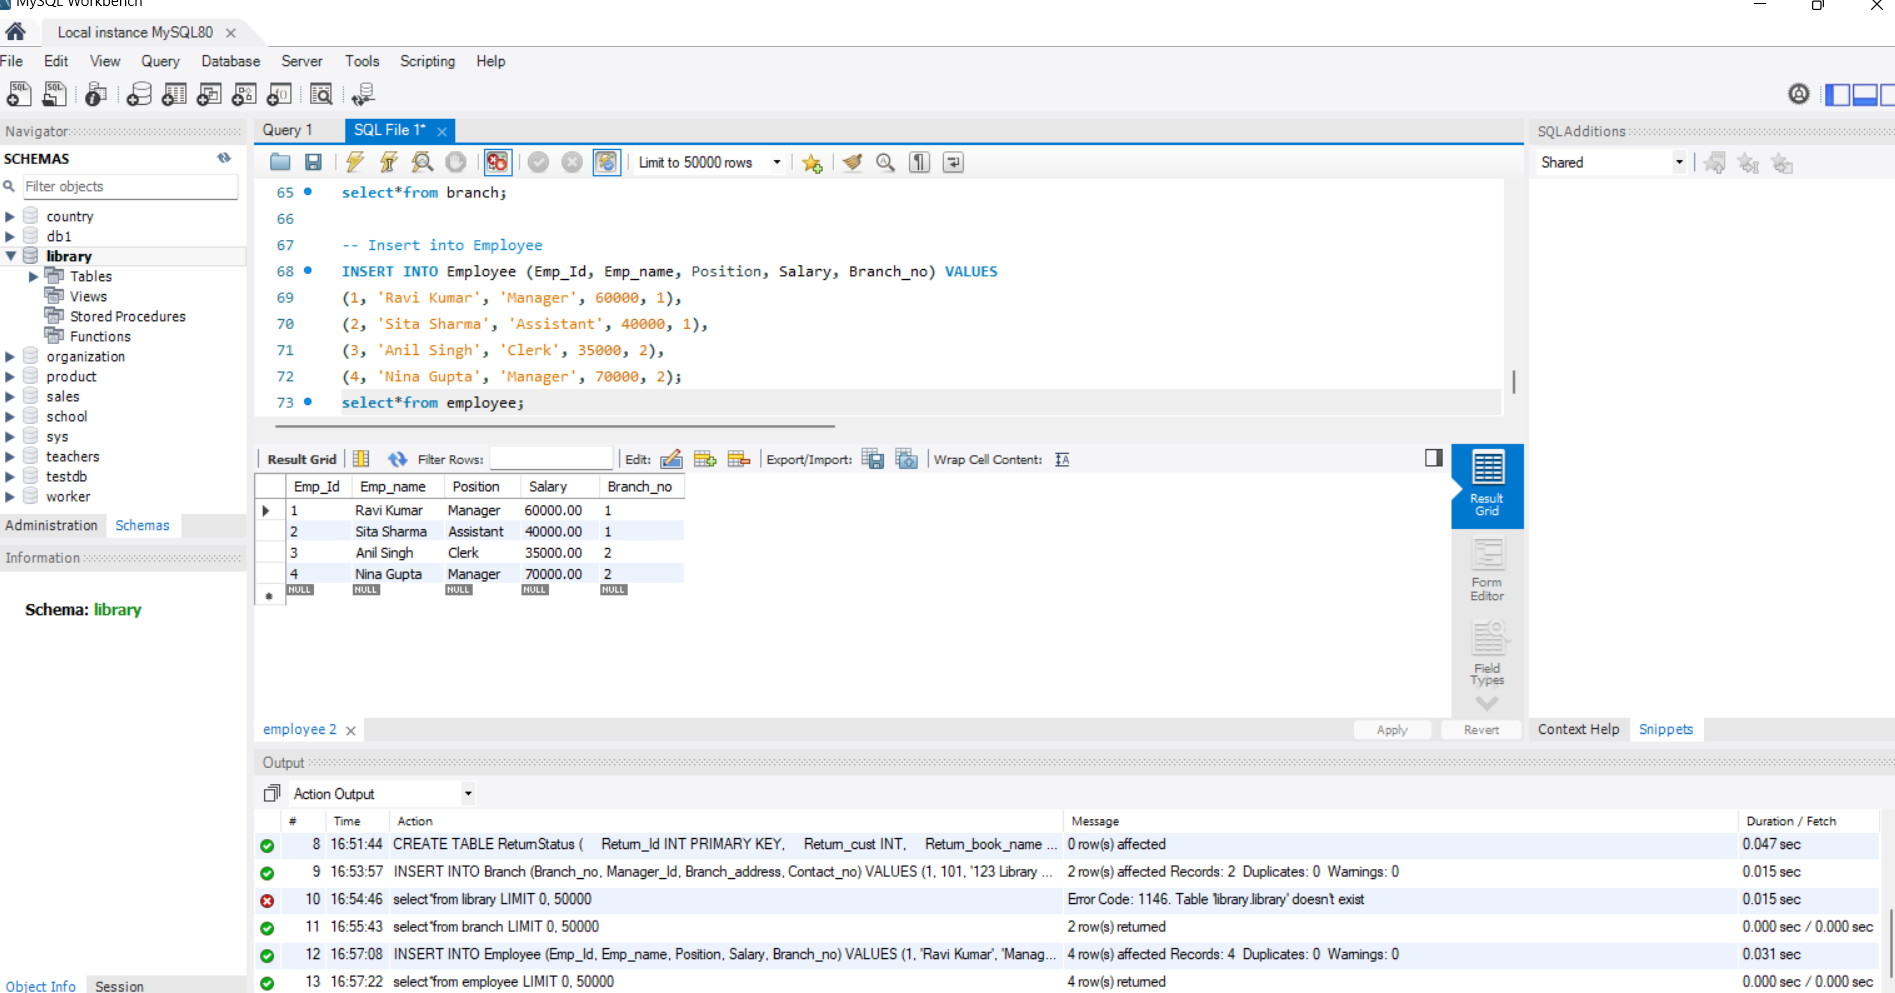 MySQL Workbench
Local instance MySQL80
File Edit View Query Database Server Tools Scripting Help
Navigator
SCHEMAS
Filter objects
country
db1
library
Tables
Views
Stored Procedures
Functions
organization
product
sales
school
sys
teachers
testdb
worker
Administration Schemas
Information
Schema: library
Object Info Session
Query 1 SQL File 1*
Limit to 50000 rows
65 select*from branch;
66
67 -- Insert into Employee
68 INSERT INTO Employee (Emp_Id, Emp_name, Position, Salary, Branch_no) VALUES
69 (1, 'Ravi Kumar', 'Manager', 60000, 1),
70 (2, 'Sita Sharma', 'Assistant', 40000, 1),
71 (3, 'Anil Singh', 'Clerk', 35000, 2),
72 (4, 'Nina Gupta', 'Manager', 70000, 2);
73 select*from employee;
Result Grid Filter Rows: Edit: Export/Import: Wrap Cell Content:
Emp_Id Emp_name Position Salary Branch_no
1 Ravi Kumar Manager 60000.00 1
2 Sita Sharma Assistant 40000.00 1
3 Anil Singh Clerk 35000.00 2
4 Nina Gupta Manager 70000.00 2
NULL NULL NULL NULL NULL
Result
Grid
Form
Editor
Field
Types
employee 2
Apply Revert
SQLAdditions
Shared
Context Help Snippets
Output
Action Output
# Time Action Message Duration / Fetch
8 16:51:44 CREATE TABLE ReturnStatus ( Return_Id INT PRIMARY KEY, Return_cust INT, Return_book_name ... 0 row(s) affected 0.047 sec
9 16:53:57 INSERT INTO Branch (Branch_no, Manager_Id, Branch_address, Contact_no) VALUES (1, 101, '123 Library ... 2 row(s) affected Records: 2 Duplicates: 0 Warnings: 0 0.015 sec
10 16:54:46 select*from library LIMIT 0, 50000 Error Code: 1146. Table 'library.library' doesn't exist 0.015 sec
11 16:55:43 select*from branch LIMIT 0, 50000 2 row(s) returned 0.000 sec / 0.000 sec
12 16:57:08 INSERT INTO Employee (Emp_Id, Emp_name, Position, Salary, Branch_no) VALUES (1, 'Ravi Kumar', 'Manag... 4 row(s) affected Records: 4 Duplicates: 0 Warnings: 0 0.031 sec
13 16:57:22 select*from employee LIMIT 0, 50000 4 row(s) returned 0.000 sec / 0.000 sec